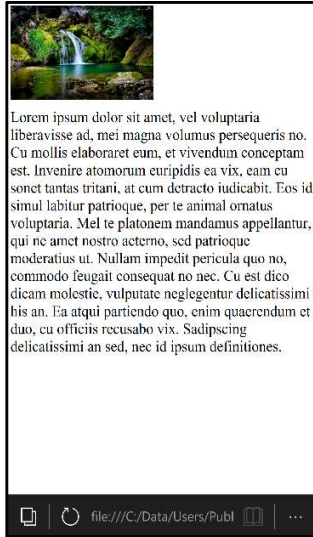 Lorem ipsum dolor sit amet, vel voluptaria
liberavisse ad, mei magna volumus persequeris no.
Cu mollis elaboraret eum, et vivendum conceptam
est. Invenire atomorum euripidis ea vix, eam cu
sonet tantas tritani, at cum detracto iudicabit. Eos id
simul labitur patrioque, per te animal ornatus
voluptaria. Mel te platonem mandamus appellantur,
qui ne amet nostro aeterno, sed patrioque
moderatius ut. Nullam impedit pericula quo no,
commodo feugait consequat no nec. Cu est dico
dicam molestie, vulputate neglegentur delicatissimi
his an. Ea atqui partiendo quo, enim quaerendum et
duo, cu officiis recusabo vix. Sadipscing
delicatissimi an sed, nec id ipsum definitiones.
file:///C:/Data/Users/Publ